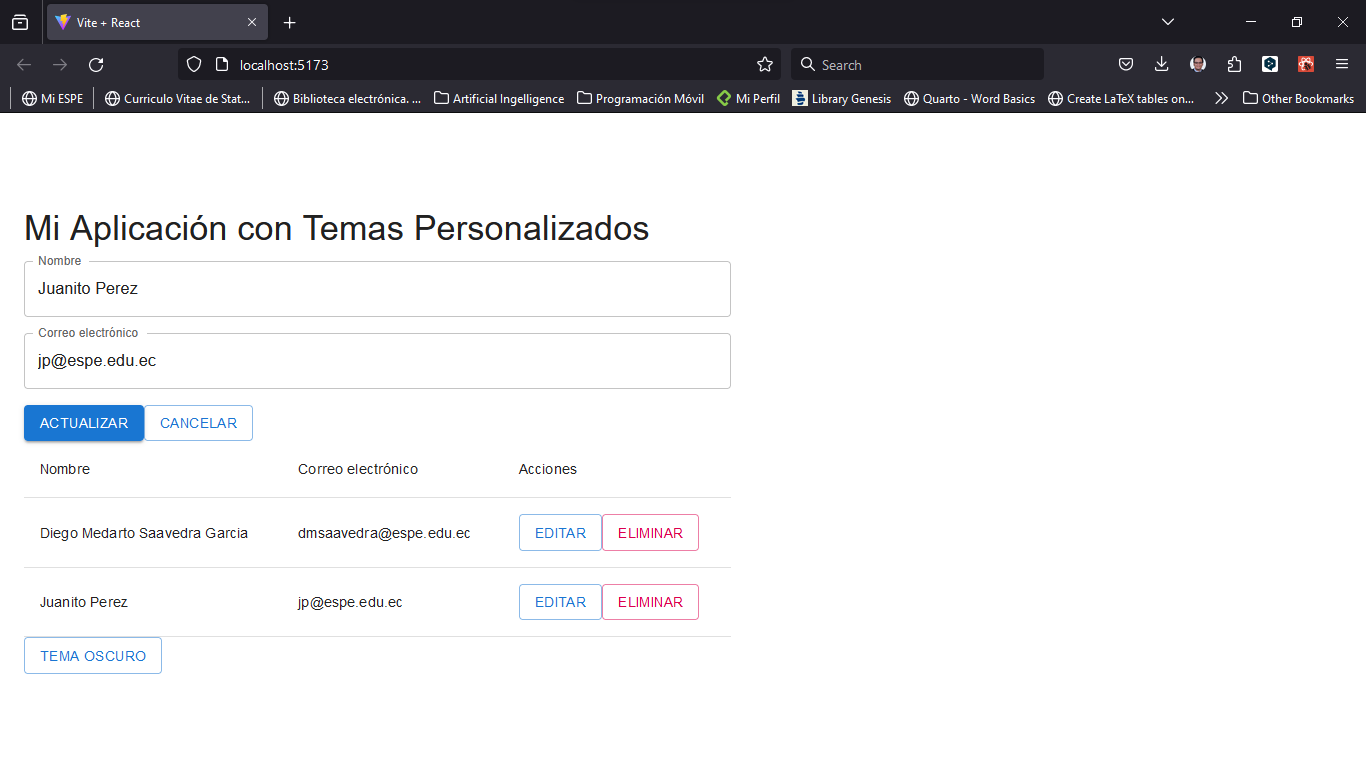 Vite + React
localhost:5173
Search
Mi ESPE
Curriculo Vitae de Stat...
Biblioteca electrónica. ...
Artificial Ingelligence
Programación Móvil
Mi Perfil
Library Genesis
Quarto - Word Basics
Create LaTeX tables on...
Other Bookmarks
Mi Aplicación con Temas Personalizados
Nombre
Juanito Perez
Correo electrónico
jp@espe.edu.ec
ACTUALIZAR CANCELAR
Nombre Correo electrónico Acciones
Diego Medarto Saavedra Garcia dmsaavedra@espe.edu.ec EDITAR ELIMINAR
Juanito Perez jp@espe.edu.ec EDITAR ELIMINAR
TEMA OSCURO